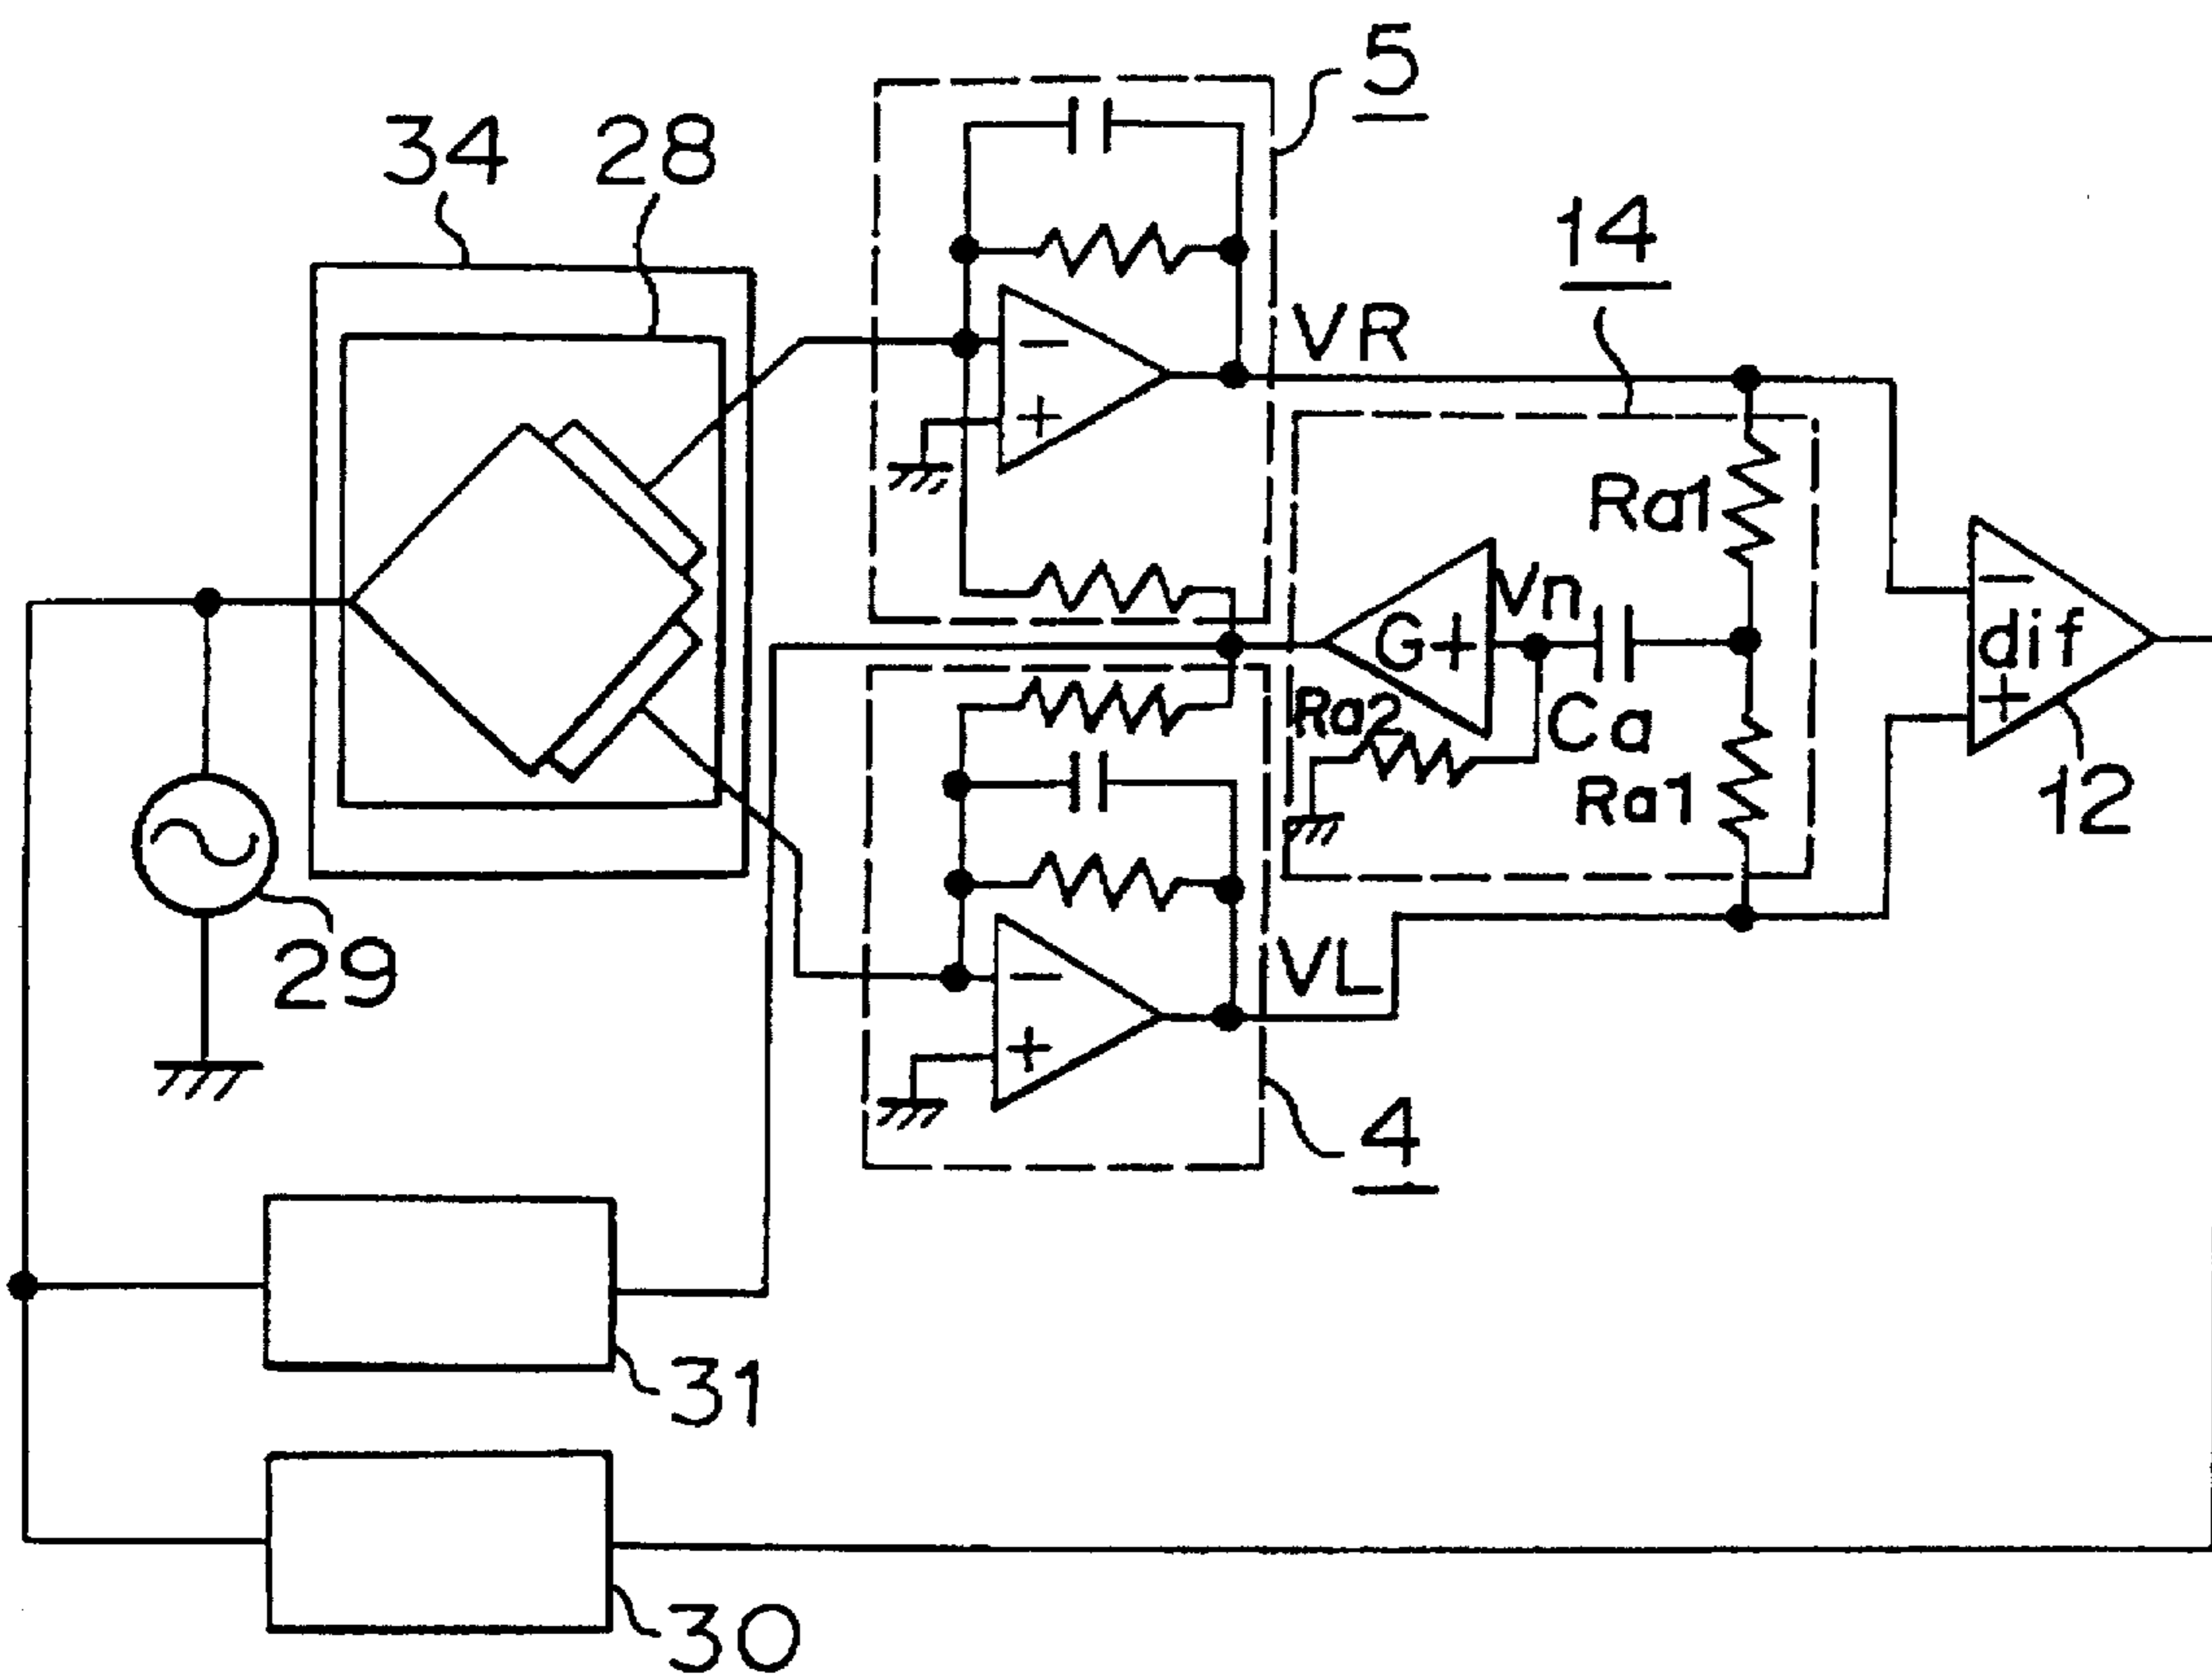 5
34 28
14
VR
−
+
Ra1
Vn
G+
−
dif
+
Ra2
Ca
Ra1
12
VL
−
+
29
4
31
30